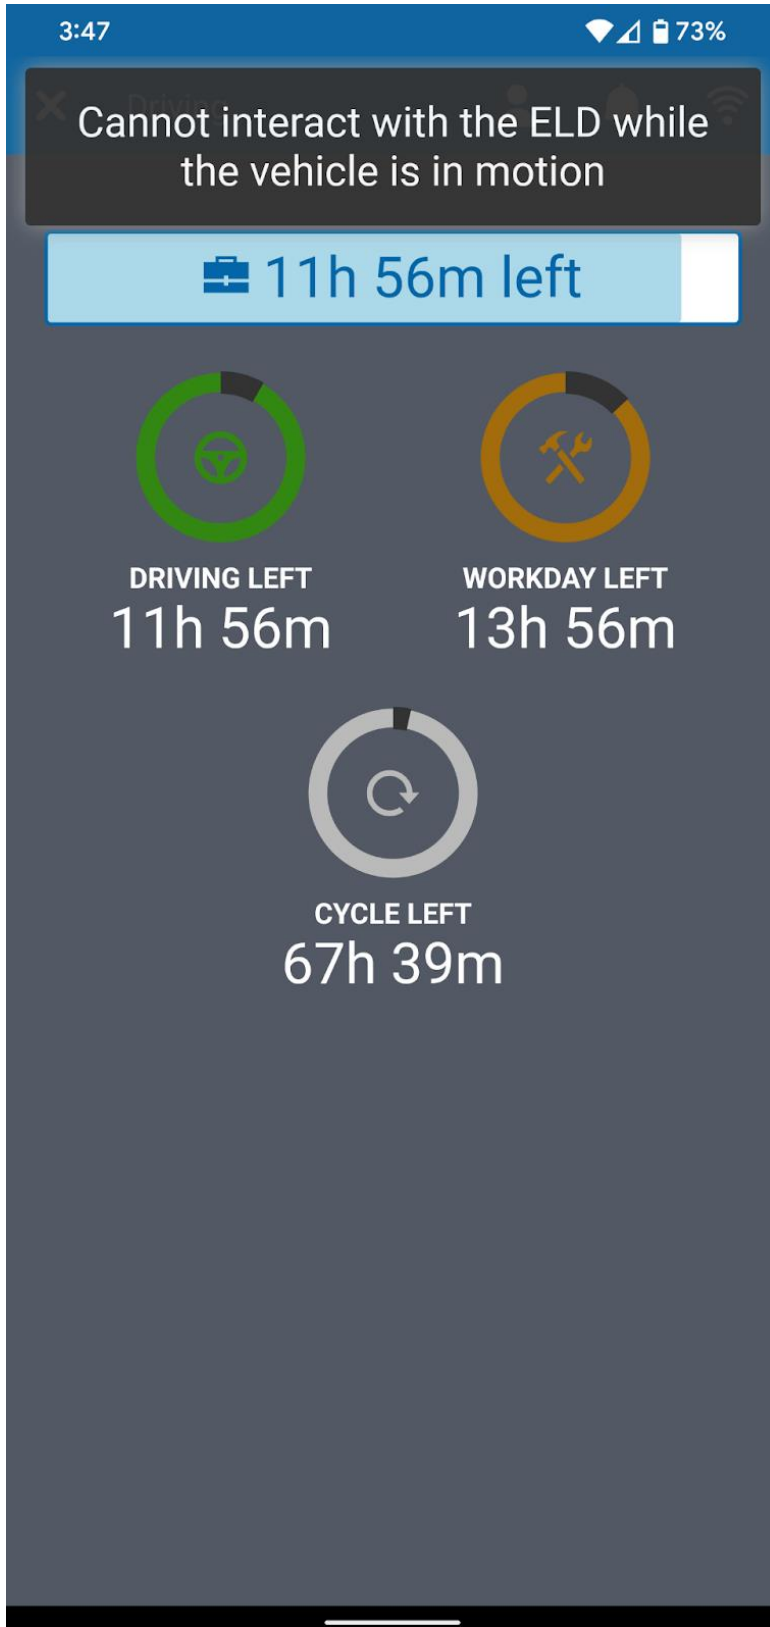 3:47
73%
Driving
Cannot interact with the ELD while
the vehicle is in motion
11h 56m left
DRIVING LEFT
11h 56m
WORKDAY LEFT
13h 56m
CYCLE LEFT
67h 39m